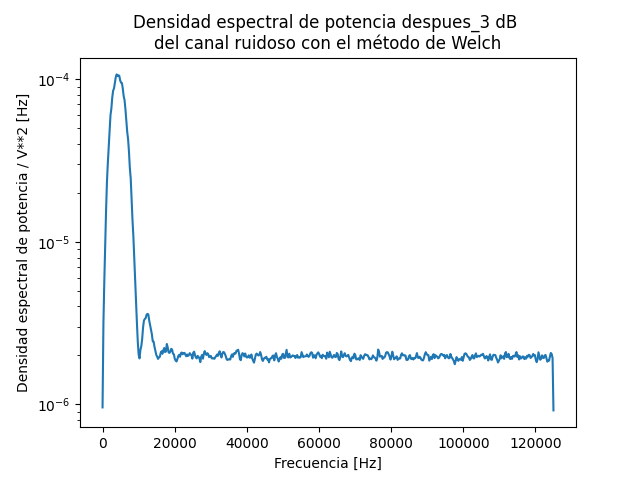 Densidad espectral de potencia despues_3 dB
del canal ruidoso con el método de Welch
Densidad espectral de potencia / V**2 [Hz]
10^-4
10^-5
10^-6
0 20000 40000 60000 80000 100000 120000
Frecuencia [Hz]